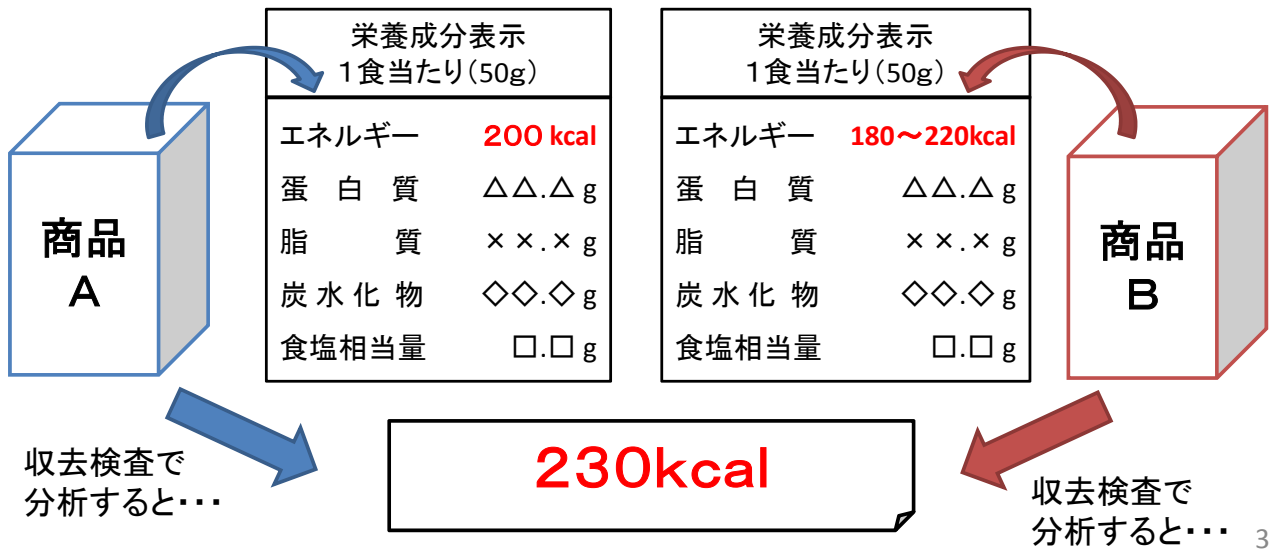 栄養成分表示
1食当たり(50g)
エネルギー 200 kcal
蛋白質 △△.△ g
脂質 ××.× g
炭水化物 ◇◇.◇ g
食塩相当量 □.□ g
栄養成分表示
1食当たり(50g)
エネルギー 180～220kcal
蛋白質 △△.△ g
脂質 ××.× g
炭水化物 ◇◇.◇ g
食塩相当量 □.□ g
商品
A
商品
B
収去検査で
分析すると・・・
230kcal
収去検査で
分析すると・・・
3